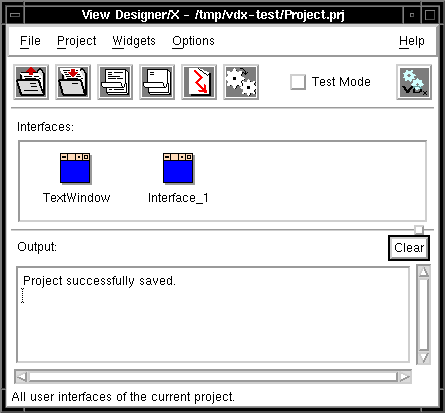 View Designer/X - /tmp/vdx-test/Project.prj
File Project Widgets Options Help
Test Mode
VDX
Interfaces:
TextWindow Interface_1
Output:
Clear
Project successfully saved.
All user interfaces of the current project.